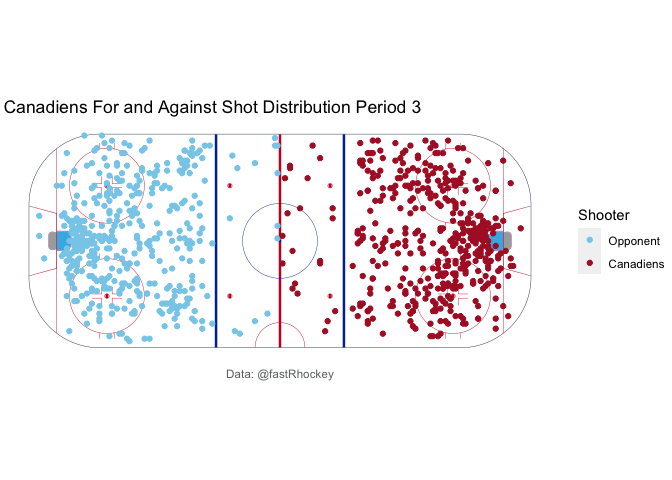 Canadiens For and Against Shot Distribution Period 3
Shooter
Opponent
Canadiens
Data: @fastRhockey